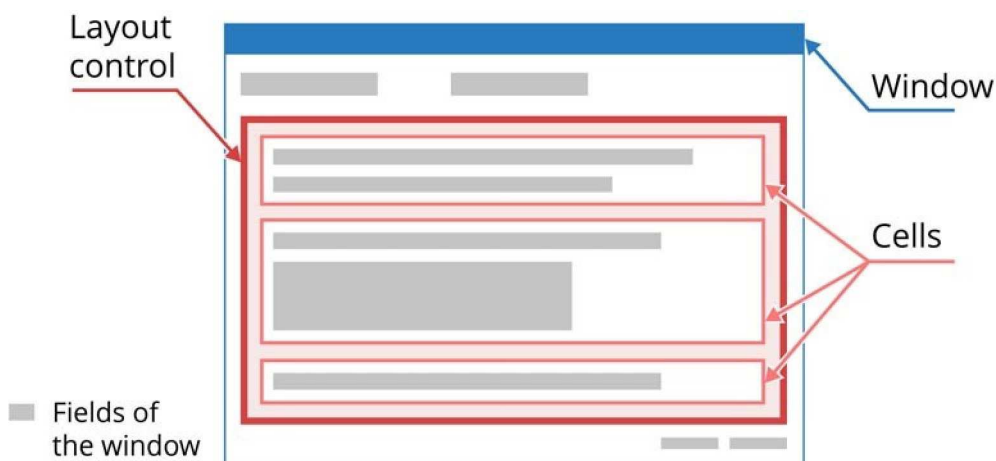 Layout
control
Window
Cells
Fields of
the window